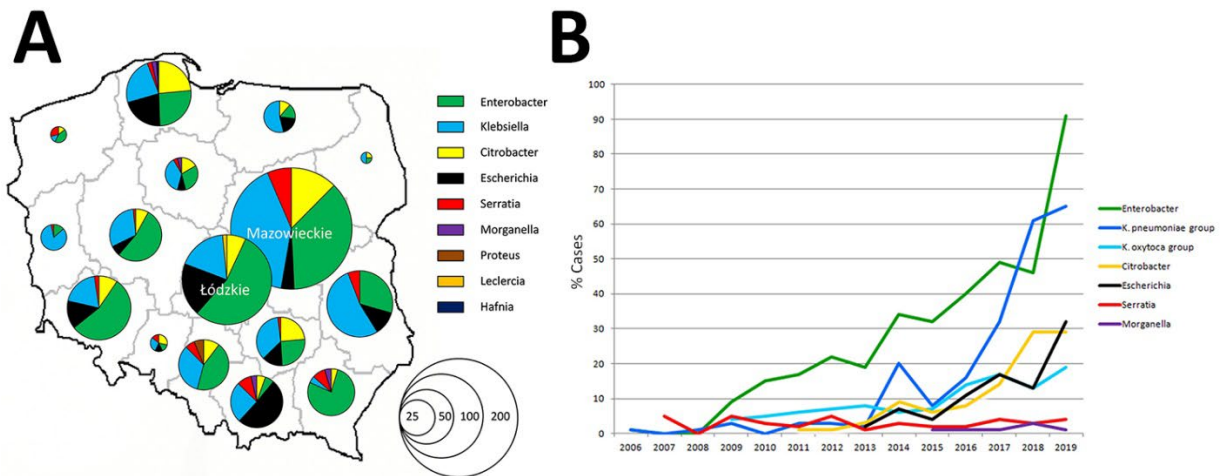 A
Mazowieckie
Łódzkie
Enterobacter
Klebsiella
Citrobacter
Escherichia
Serratia
Morganella
Proteus
Leclercia
Hafnia
25 50 100 200
B
% Cases
100
90
80
70
60
50
40
30
20
10
0
2006 2007 2008 2009 2010 2011 2012 2013 2014 2015 2016 2017 2018 2019
Enterobacter
K. pneumoniae group
K. oxytoca group
Citrobacter
Escherichia
Serratia
Morganella